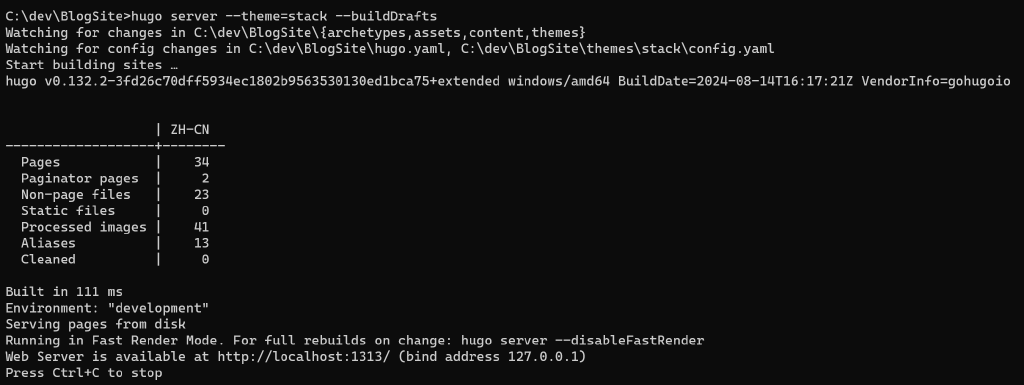 C:\dev\BlogSite>hugo server --theme=stack --buildDrafts
Watching for changes in C:\dev\BlogSite\{archetypes,assets,content,themes}
Watching for config changes in C:\dev\BlogSite\hugo.yaml, C:\dev\BlogSite\themes\stack\config.yaml
Start building sites …
hugo v0.132.2-3fd26c70dff5934ec1802b9563530130ed1bca75+extended windows/amd64 BuildDate=2024-08-14T16:17:21Z VendorInfo=gohugoio
                   | ZH-CN
-------------------+--------
  Pages            |    34
  Paginator pages  |     2
  Non-page files   |    23
  Static files     |     0
  Processed images |    41
  Aliases          |    13
  Cleaned          |     0
Built in 111 ms
Environment: "development"
Serving pages from disk
Running in Fast Render Mode. For full rebuilds on change: hugo server --disableFastRender
Web Server is available at http://localhost:1313/ (bind address 127.0.0.1)
Press Ctrl+C to stop